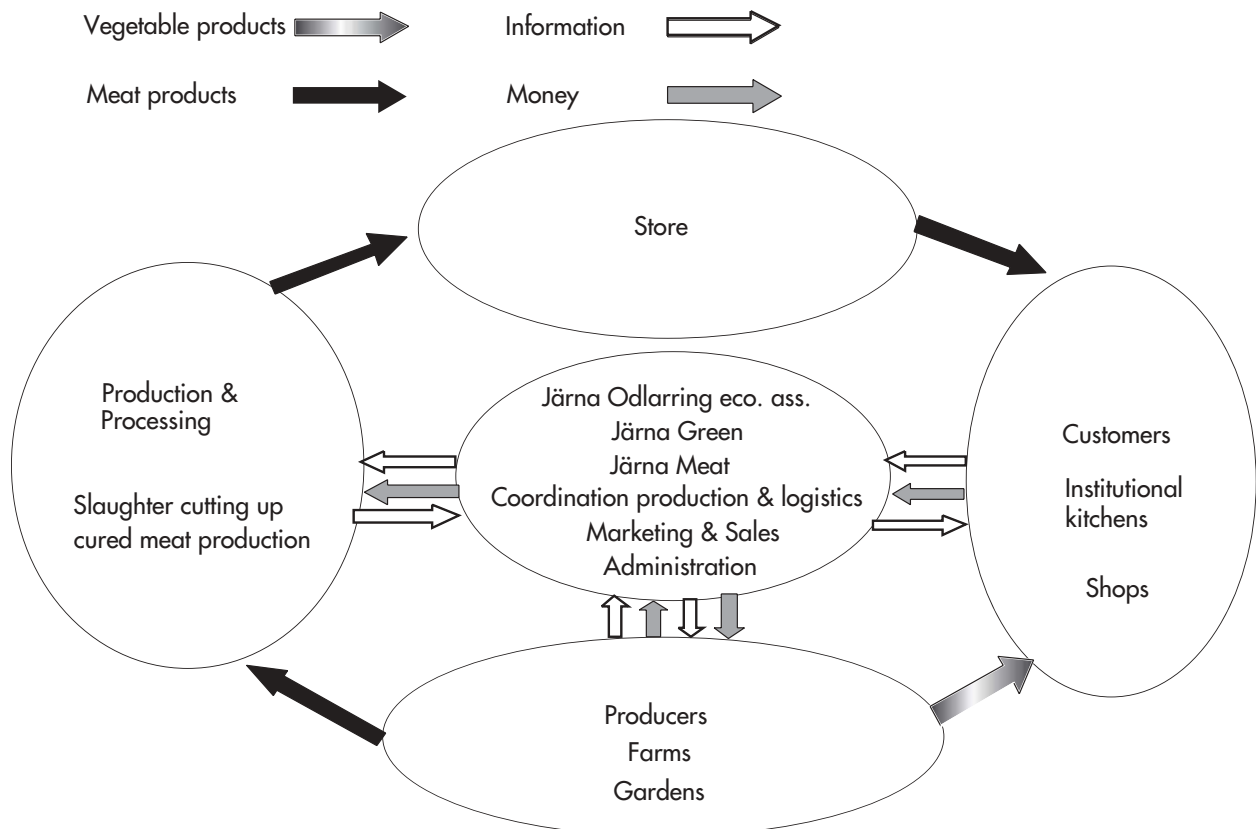 Vegetable products
Information
Meat products
Money
Store
Production &
Processing
Slaughter cutting up
cured meat production
Järna Odlarring eco. ass.
Järna Green
Järna Meat
Coordination production & logistics
Marketing & Sales
Administration
Customers
Institutional
kitchens
Shops
Producers
Farms
Gardens